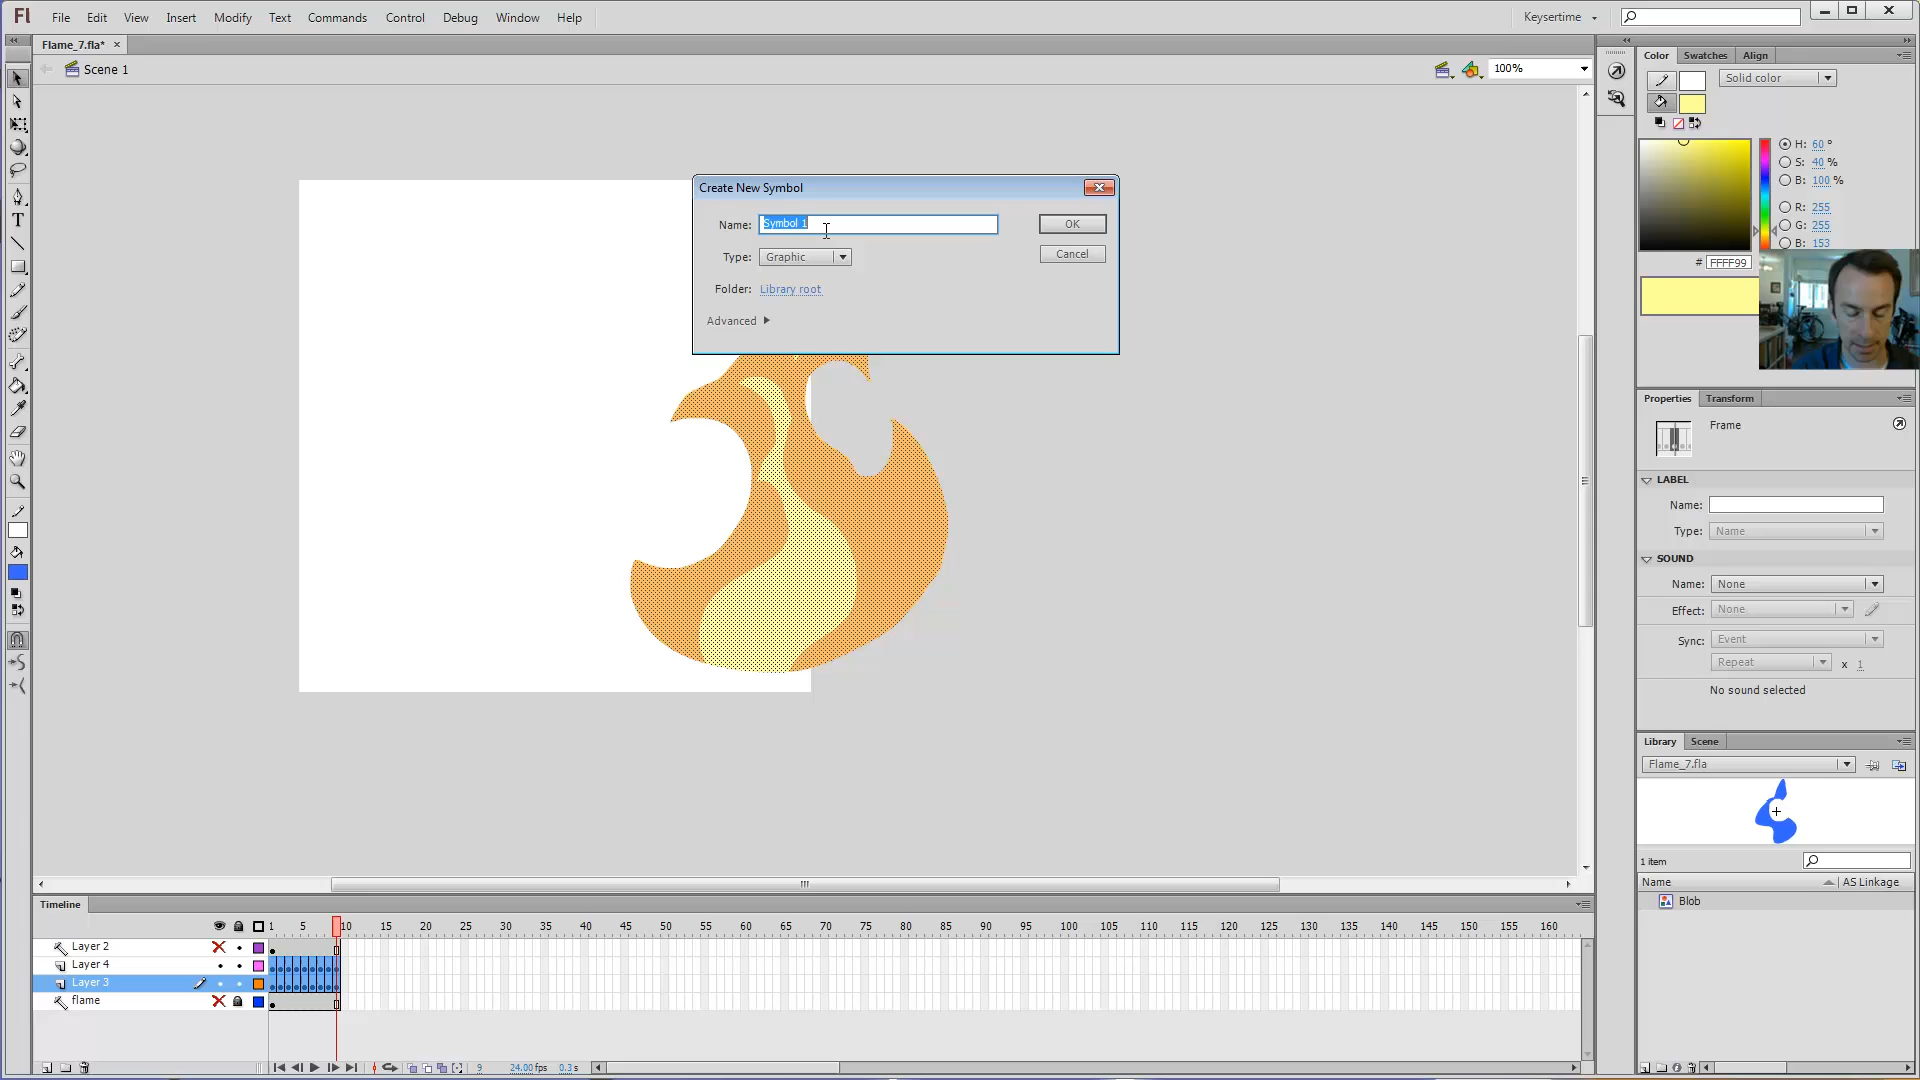 Fl File Edit View Insert Modify Text Commands Control Debug Window Help Keysertime
Flame_7.fla* ×
Scene 1 100%
Color Swatches Align
Solid color
H: 60 °
S: 40 %
B: 100 %
R: 255
G: 255
B: 153
# FFFF99
Create New Symbol
Name: Symbol 1 OK
Type: Graphic Cancel
Folder: Library root
Advanced
Properties Transform
Frame
LABEL
Name:
Type: Name
SOUND
Name: None
Effect: None
Sync: Event
Repeat x 1
No sound selected
Library Scene
Flame_7.fla
1 item
Name AS Linkage
Blob
Timeline
1 5 10 15 20 25 30 35 40 45 50 55 60 65 70 75 80 85 90 95 100 105 110 115 120 125 130 135 140 145 150 155 160
Layer 2
Layer 4
Layer 3
flame
9 24.00 fps 0.3 s